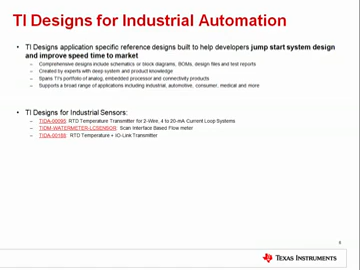 TI Designs for Industrial Automation
• TI Designs application specific reference designs built to help developers jump start system design
and improve speed time to market
– Comprehensive designs include schematics or block diagrams, BOMs, design files and test reports
– Created by experts with deep system and product knowledge
– Spans TI's portfolio of analog, embedded processor and connectivity products
– Supports a broad range of applications including industrial, automotive, consumer, medical and more
• TI Designs for Industrial Sensors:
– TIDA-00095: RTD Temperature Transmitter for 2-Wire, 4 to 20-mA Current Loop Systems
– TIDM-WATERMETER-LCSENSOR: Scan Interface Based Flow meter
– TIDA-00188: RTD Temperature + IO-Link Transmitter
TEXAS INSTRUMENTS